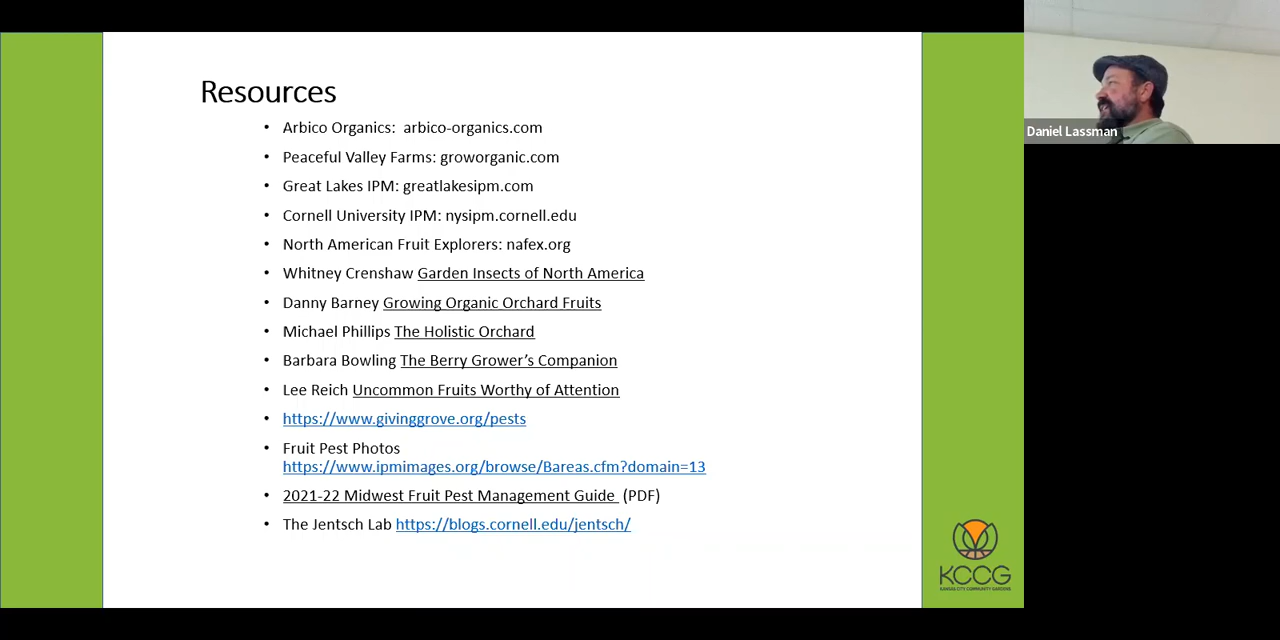 Resources
• Arbico Organics:  arbico-organics.com
• Peaceful Valley Farms: groworganic.com
• Great Lakes IPM: greatlakesipm.com
• Cornell University IPM: nysipm.cornell.edu
• North American Fruit Explorers: nafex.org
• Whitney Crenshaw Garden Insects of North America
• Danny Barney Growing Organic Orchard Fruits
• Michael Phillips The Holistic Orchard
• Barbara Bowling The Berry Grower’s Companion
• Lee Reich Uncommon Fruits Worthy of Attention
• https://www.givinggrove.org/pests
• Fruit Pest Photos
https://www.ipmimages.org/browse/Bareas.cfm?domain=13
• 2021-22 Midwest Fruit Pest Management Guide  (PDF)
• The Jentsch Lab https://blogs.cornell.edu/jentsch/
Daniel Lassman
KCCG
KANSAS CITY COMMUNITY GARDENS